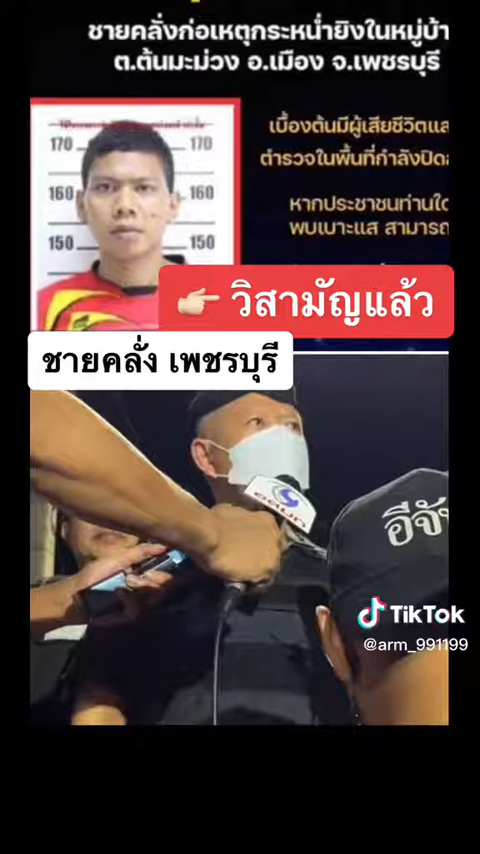 ชายคลั่งก่อเหตุกระหน่ำยิงในหมู่บ้า
ต.ต้นมะม่วง อ.เมือง จ.เพชรบุรี
เบื้องต้นมีผู้เสียชีวิตแล
ตำรวจในพื้นที่กำลังปิด
หากประชาชนท่านใด
พบเบาะแส สามารถ
170 170
160 160
150 150
👉🏻 วิสามัญแล้ว
ชายคลั่ง เพชรบุรี
อสมท
อีจั
TikTok
@arm_991199